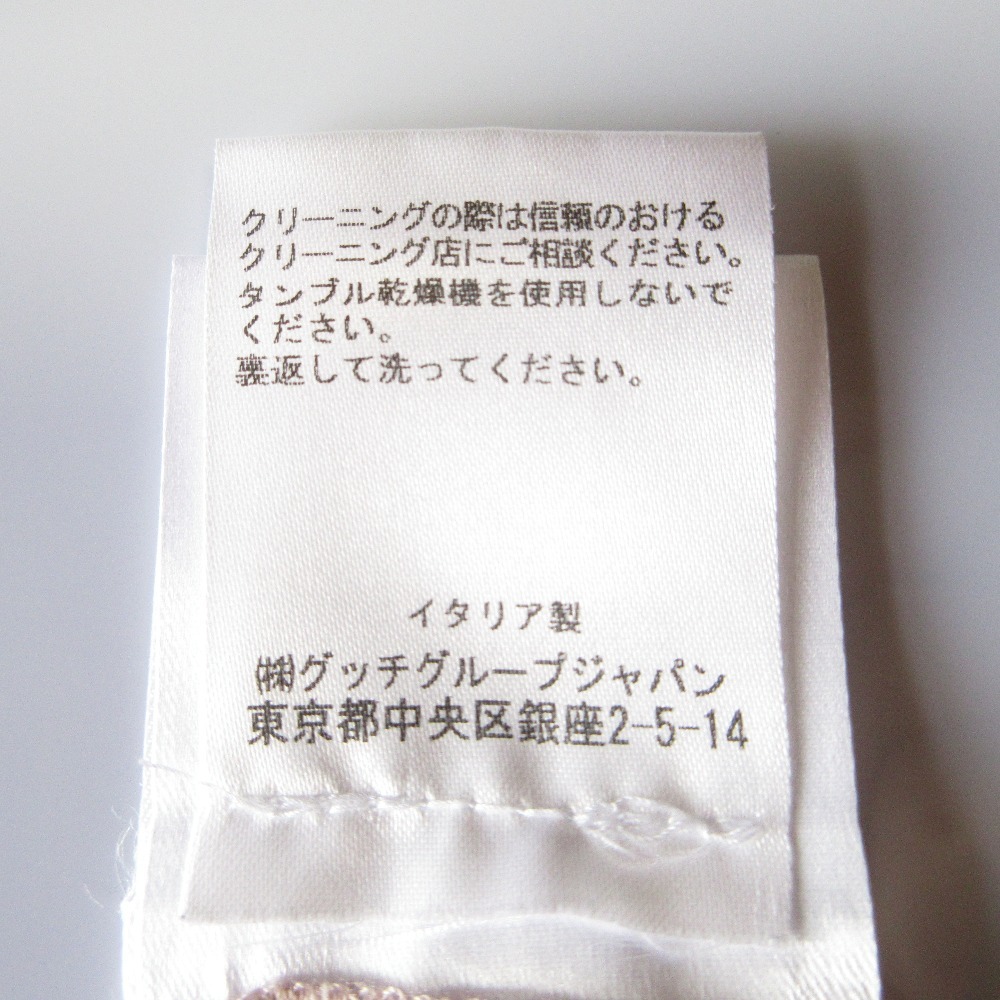 クリーニングの際は信頼のおける
クリーニング店にご相談ください。
タンブル乾燥機を使用しないで
ください。
裏返して洗ってください。
イタリア製
㈱グッチグループジャパン
東京都中央区銀座2-5-14